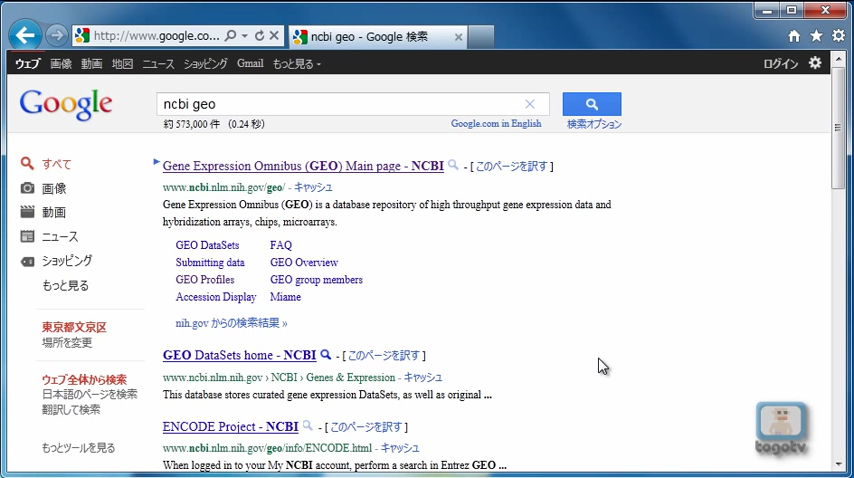 http://www.google.co...
ncbi geo - Google 検索
ウェブ 画像 動画 地図 ニュース ショッピング Gmail もっと見る
ログイン
Google
ncbi geo
約 573,000 件 (0.24 秒)
Google.com in English
検索オプション
すべて
画像
動画
ニュース
ショッピング
もっと見る
東京都文京区
場所を変更
ウェブ全体から検索
日本語のページを検索
翻訳して検索
もっとツールを見る
Gene Expression Omnibus (GEO) Main page - NCBI - [ このページを訳す ]
www.ncbi.nlm.nih.gov/geo/ - キャッシュ
Gene Expression Omnibus (GEO) is a database repository of high throughput gene expression data and
hybridization arrays, chips, microarrays.
GEO DataSets FAQ
Submitting data GEO Overview
GEO Profiles GEO group members
Accession Display Miame
nih.gov からの検索結果 »
GEO DataSets home - NCBI - [ このページを訳す ]
www.ncbi.nlm.nih.gov › NCBI › Genes & Expression - キャッシュ
This database stores curated gene expression DataSets, as well as original ...
ENCODE Project - NCBI - [ このページを訳す ]
www.ncbi.nlm.nih.gov/geo/info/ENCODE.html - キャッシュ
When logged in to your My NCBI account, perform a search in Entrez GEO ...
togotv